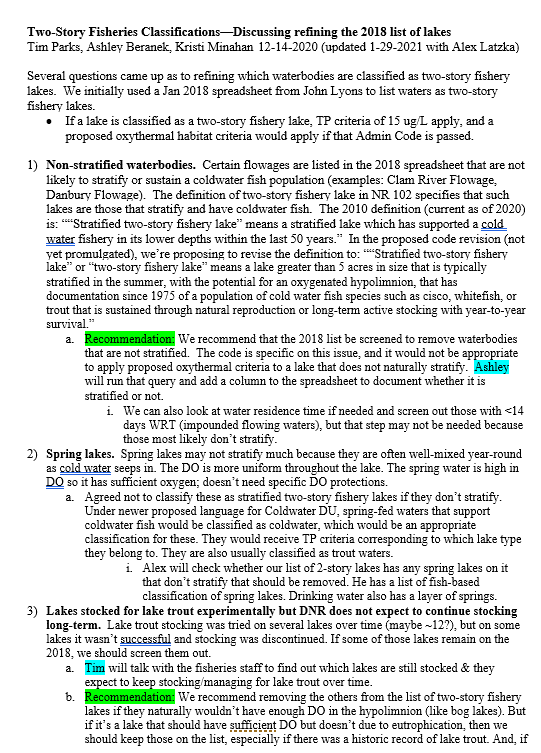 Two-Story Fisheries Classifications—Discussing refining the 2018 list of lakes
Tim Parks, Ashley Beranek, Kristi Minahan 12-14-2020 (updated 1-29-2021 with Alex Latzka)
Several questions came up as to refining which waterbodies are classified as two-story fishery
lakes.  We initially used a Jan 2018 spreadsheet from John Lyons to list waters as two-story
fishery lakes.
• If a lake is classified as a two-story fishery lake, TP criteria of 15 ug/L apply, and a
proposed oxythermal habitat criteria would apply if that Admin Code is passed.
1) Non-stratified waterbodies.  Certain flowages are listed in the 2018 spreadsheet that are not
likely to stratify or sustain a coldwater fish population (examples: Clam River Flowage,
Danbury Flowage).  The definition of two-story fishery lake in NR 102 specifies that such
lakes are those that stratify and have coldwater fish.  The 2010 definition (current as of 2020)
is: ““Stratified two-story fishery lake” means a stratified lake which has supported a cold
water fishery in its lower depths within the last 50 years.”  In the proposed code revision (not
yet promulgated), we’re proposing to revise the definition to: ““Stratified two-story fishery
lake” or “two-story fishery lake” means a lake greater than 5 acres in size that is typically
stratified in the summer, with the potential for an oxygenated hypolimnion, that has
documentation since 1975 of a population of cold water fish species such as cisco, whitefish, or
trout that is sustained through natural reproduction or long-term active stocking with year-to-year
survival.”
a. Recommendation: We recommend that the 2018 list be screened to remove waterbodies
that are not stratified.  The code is specific on this issue, and it would not be appropriate
to apply proposed oxythermal criteria to a lake that does not naturally stratify.  Ashley
will run that query and add a column to the spreadsheet to document whether it is
stratified or not.
i. We can also look at water residence time if needed and screen out those with <14
days WRT (impounded flowing waters), but that step may not be needed because
those most likely don’t stratify.
2) Spring lakes.  Spring lakes may not stratify much because they are often well-mixed year-round
as cold water seeps in. The DO is more uniform throughout the lake. The spring water is high in
DO so it has sufficient oxygen; doesn’t need specific DO protections.
a. Agreed not to classify these as stratified two-story fishery lakes if they don’t stratify.
Under newer proposed language for Coldwater DU, spring-fed waters that support
coldwater fish would be classified as coldwater, which would be an appropriate
classification for these. They would receive TP criteria corresponding to which lake type
they belong to. They are also usually classified as trout waters.
i. Alex will check whether our list of 2-story lakes has any spring lakes on it
that don’t stratify that should be removed. He has a list of fish-based
classification of spring lakes. Drinking water also has a layer of springs.
3) Lakes stocked for lake trout experimentally but DNR does not expect to continue stocking
long-term.  Lake trout stocking was tried on several lakes over time (maybe ~12?), but on some
lakes it wasn’t successful and stocking was discontinued. If some of those lakes remain on the
2018, we should screen them out.
a. Tim will talk with the fisheries staff to find out which lakes are still stocked & they
expect to keep stocking/managing for lake trout over time.
b. Recommendation: We recommend removing the others from the list of two-story fishery
lakes if they naturally wouldn’t have enough DO in the hypolimnion (like bog lakes). But
if it’s a lake that should have sufficient DO but doesn’t due to eutrophication, then we
should keep those on the list, especially if there was a historic record of lake trout. And, if